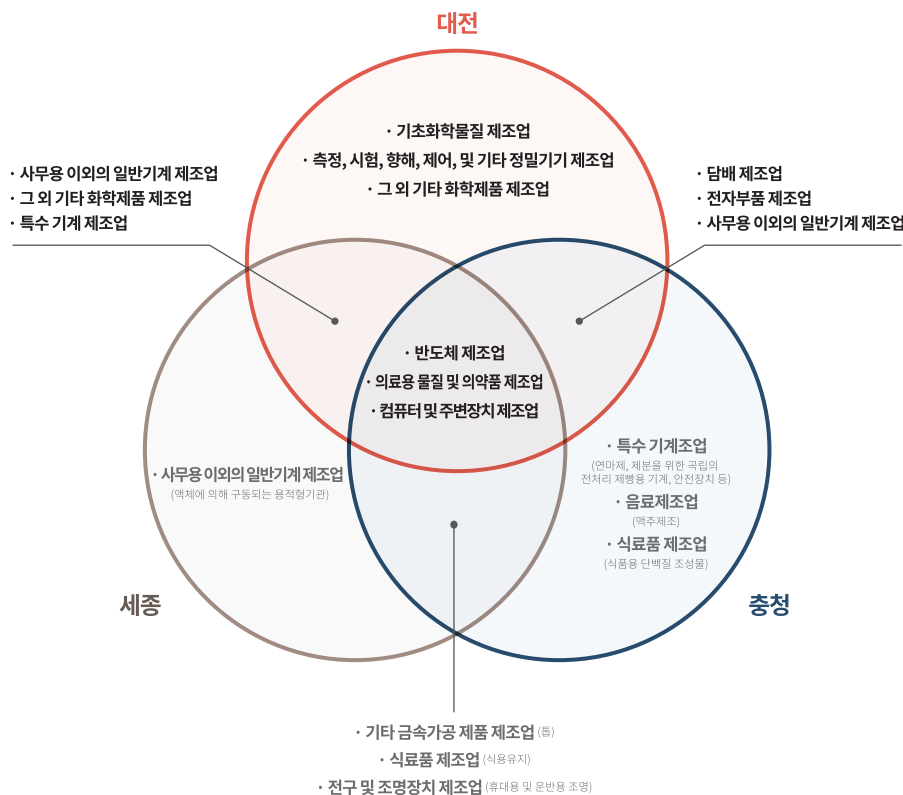 대전
· 기초화학물질 제조업
· 측정, 시험, 향해, 제어, 및 기타 정밀기기 제조업
· 그 외 기타 화학제품 제조업
· 사무용 이외의 일반기계 제조업
· 그 외 기타 화학제품 제조업
· 특수 기계 제조업
· 담배 제조업
· 전자부품 제조업
· 사무용 이외의 일반기계 제조업
· 반도체 제조업
· 의료용 물질 및 의약품 제조업
· 컴퓨터 및 주변장치 제조업
· 사무용 이외의 일반기계 제조업
(액체에 의해 구동되는 용적형기관)
· 특수 기계조업
(연마제, 제분을 위한 곡립의
전처리 제빵용 기계, 안전장치 등)
· 음료제조업
(맥주제조)
· 식료품 제조업
(식품용 단백질 조성물)
세종
충청
· 기타 금속가공 제품 제조업 (톱)
· 식료품 제조업 (식용유지)
· 전구 및 조명장치 제조업 (휴대용 및 운반용 조명)